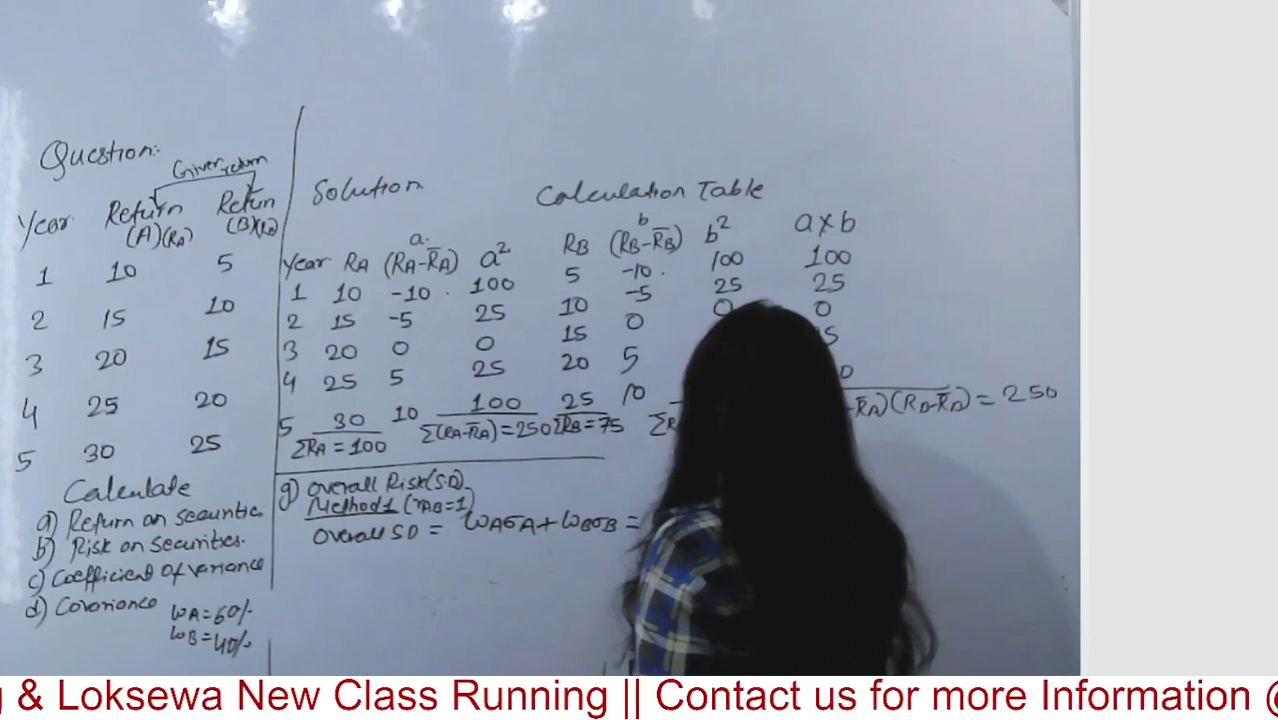 Question:
Given return
Year Return (A)(RA) Return (B)(RB)
1 10 5
2 15 10
3 20 15
4 25 20
5 30 25
Calculate
a) Return on securities
b) Risk on securities.
c) Coefficient of variance
d) Covariance
WA=60%
WB=40%
Solution
Calculation Table
a. b
Year RA (RA-R̄A) a² RB (RB-R̄B) b² a×b
1 10 -10 100 5 -10 100 100
2 15 -5 25 10 -5 25 25
3 20 0 0 15 0 0 0
4 25 5 25 20 5 5
5 30 10 100 25 10 0
ΣRA = 100 Σ(RA-R̄A)=250 ΣRB=75 R̄A)(RB-R̄B)=250
g) Overall Risk(S.D)
Method 1 (rAB=1)
Overall SD = WAσA+WBσB =
& Loksewa New Class Running || Contact us for more Information @